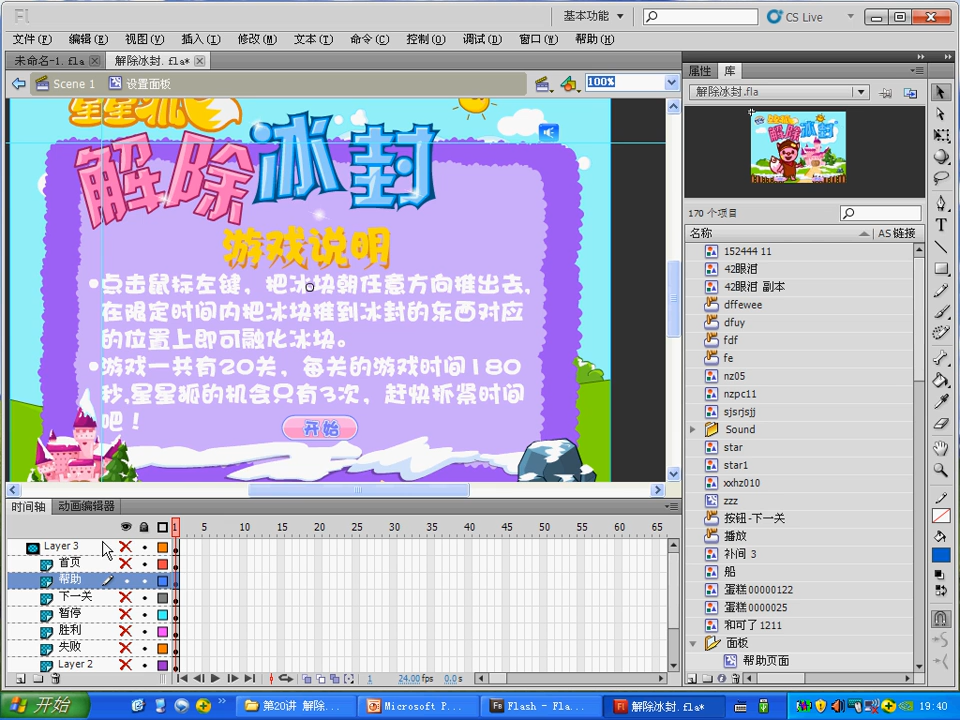 Fl
基本功能
CS Live
文件(F) 编辑(E) 视图(V) 插入(I) 修改(M) 文本(T) 命令(C) 控制(O) 调试(D) 窗口(W) 帮助(H)
未命名-1.fla 解除冰封.fla*
Scene 1 设置面板 100%
星星狐
解除冰封
游戏说明
•点击鼠标左键，把冰块朝任意方向推出去,
在限定时间内把冰块推到冰封的东西对应
的位置上即可融化冰块。
•游戏一共有20关，每关的游戏时间180
秒,星星狐的机会只有3次，赶快抓紧时间
吧！
开始
属性 库
解除冰封.fla
170 个项目
名称 AS 链接
152444 11
42眼泪
42眼泪 副本
dffewee
dfuy
fdf
fe
nz05
nzpc11
sjsrjsjj
Sound
star
star1
xxhz010
zzz
按钮-下一关
播放
补间 3
船
蛋糕00000122
蛋糕0000025
和可了1211
面板
帮助页面
时间轴 动画编辑器
1 5 10 15 20 25 30 35 40 45 50 55 60 65
Layer 3
首页
帮助
下一关
暂停
胜利
失败
Layer 2
1 24.00 fps 0.0 s
开始 第20讲 解除... Microsoft P... Flash - Fla... 解除冰封.fla* 19:40